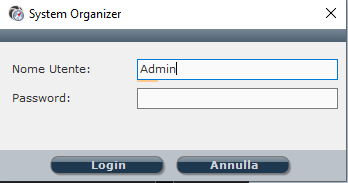 System Organizer
Nome Utente: Admin
Password:
Login Annulla